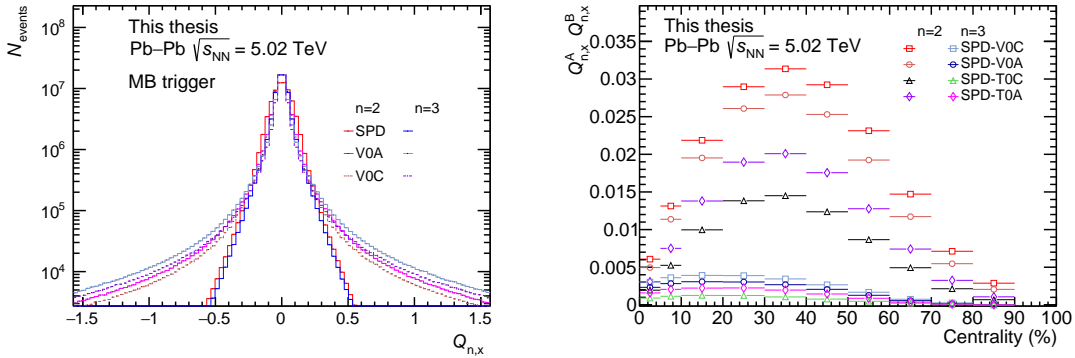 This thesis
Pb–Pb √sNN = 5.02 TeV
MB trigger
n=2 n=3
SPD
V0A
V0C
Nevents
10^7
10^6
10^5
10^4
−1.5 −1 −0.5 0 0.5 1 1.5
Qn,x
This thesis
Pb–Pb √sNN = 5.02 TeV
n=2 n=3
SPD-V0C
SPD-V0A
SPD-T0C
SPD-T0A
Q^A n,x Q^B n,x
0.035
0.03
0.025
0.02
0.015
0.01
0.005
0
0 10 20 30 40 50 60 70 80 90 100
Centrality (%)